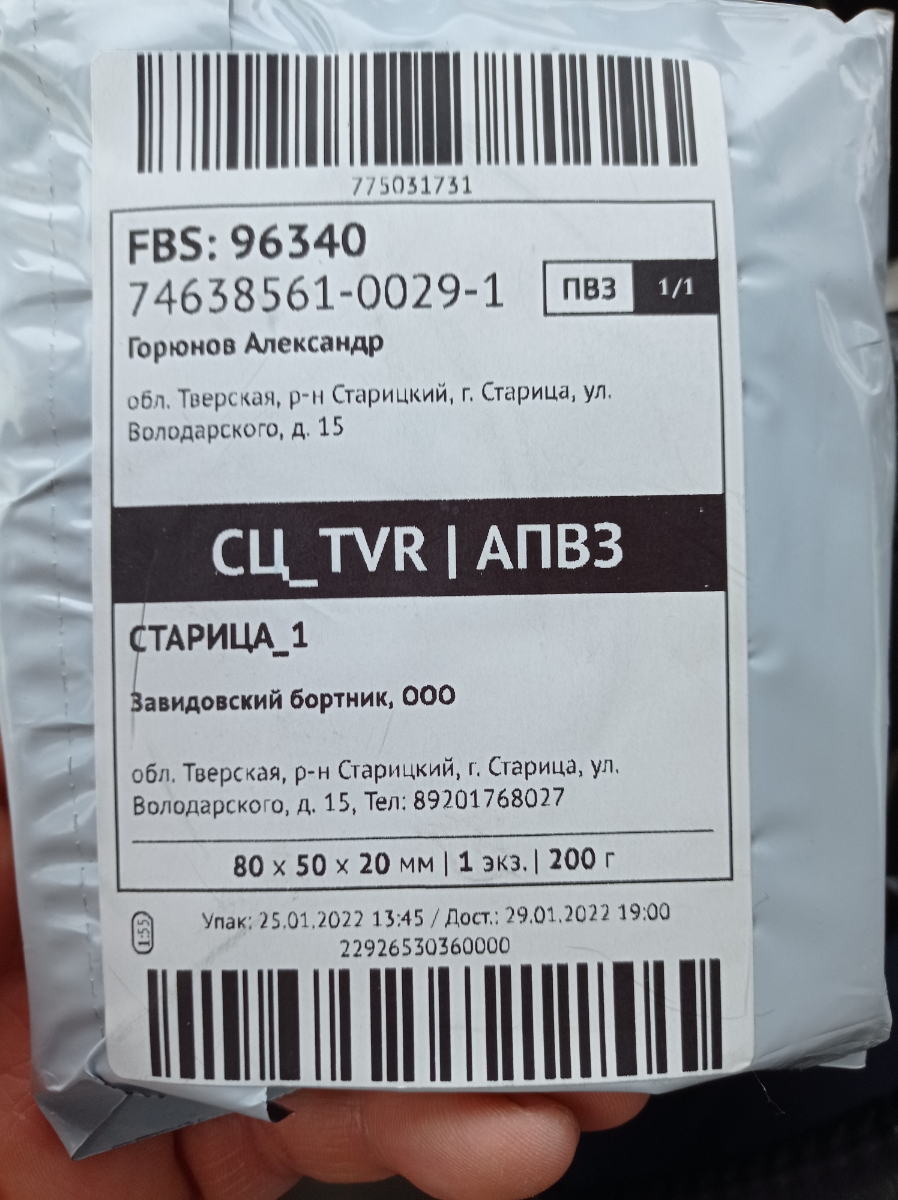 775031731
FBS: 96340
74638561-0029-1
ПВЗ 1/1
Горюнов Александр
обл. Тверская, р-н Старицкий, г. Старица, ул.
Володарского, д. 15
СЦ_TVR | АПВЗ
СТАРИЦА_1
Завидовский бортник, ООО
обл. Тверская, р-н Старицкий, г. Старица, ул.
Володарского, д. 15, Тел: 89201768027
80 х 50 х 20 мм | 1 экз. | 200 г
1:55
Упак: 25.01.2022 13:45 / Дост.: 29.01.2022 19:00
22926530360000